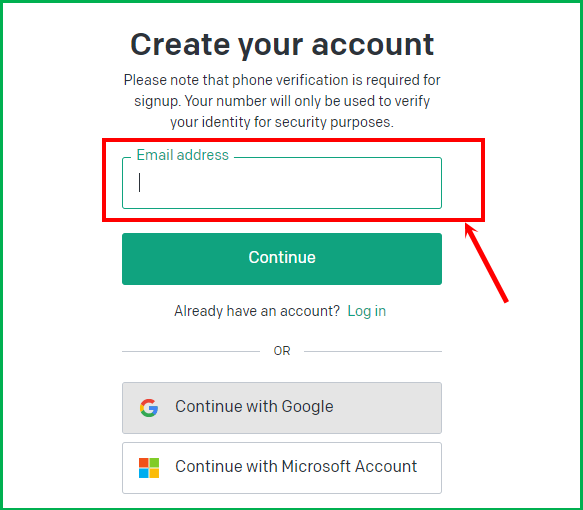 Create your account
Please note that phone verification is required for
signup. Your number will only be used to verify
your identity for security purposes.
Email address
Continue
Already have an account? Log in
OR
Continue with Google
Continue with Microsoft Account